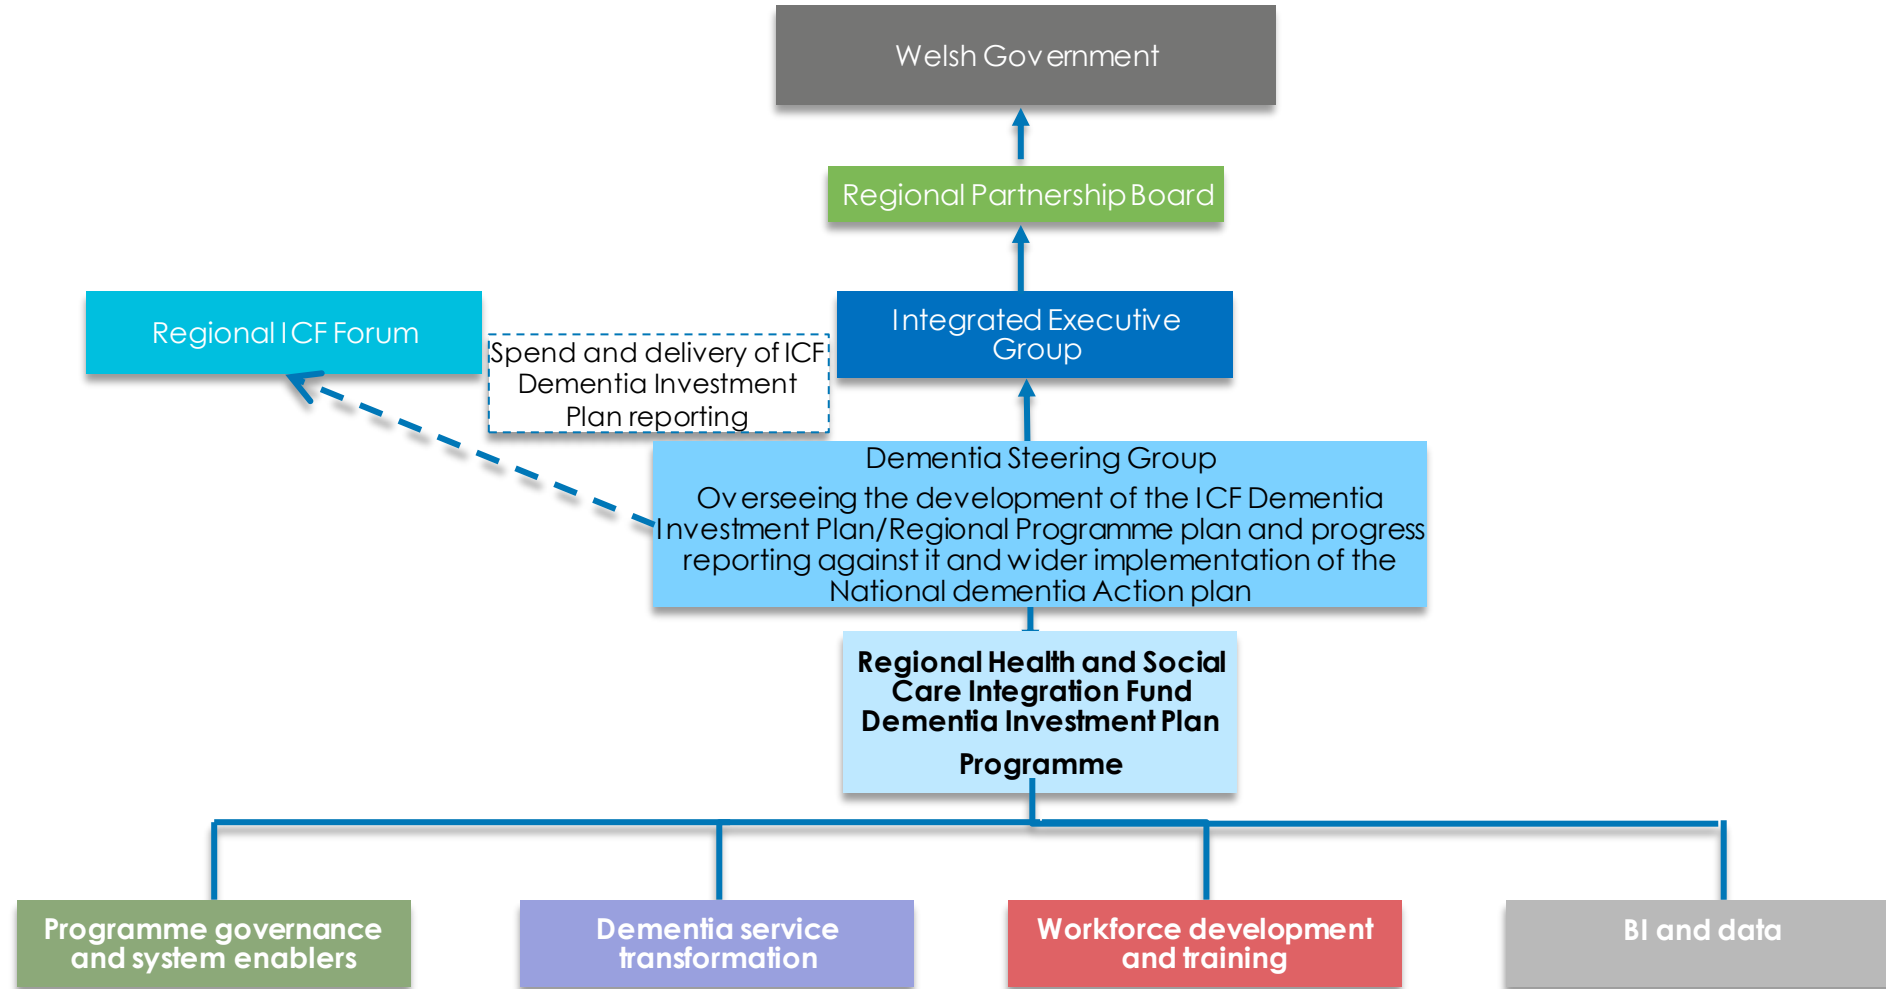 Welsh Government
Regional Partnership Board
Regional ICF Forum
Integrated Executive
Group
Spend and delivery of ICF
Dementia Investment
Plan reporting
Dementia Steering Group
Overseeing the development of the ICF Dementia
Investment Plan/Regional Programme plan and progress
reporting against it and wider implementation of the
National dementia Action plan
Regional Health and Social
Care Integration Fund
Dementia Investment Plan
Programme
Programme governance
and system enablers
Dementia service
transformation
Workforce development
and training
BI and data